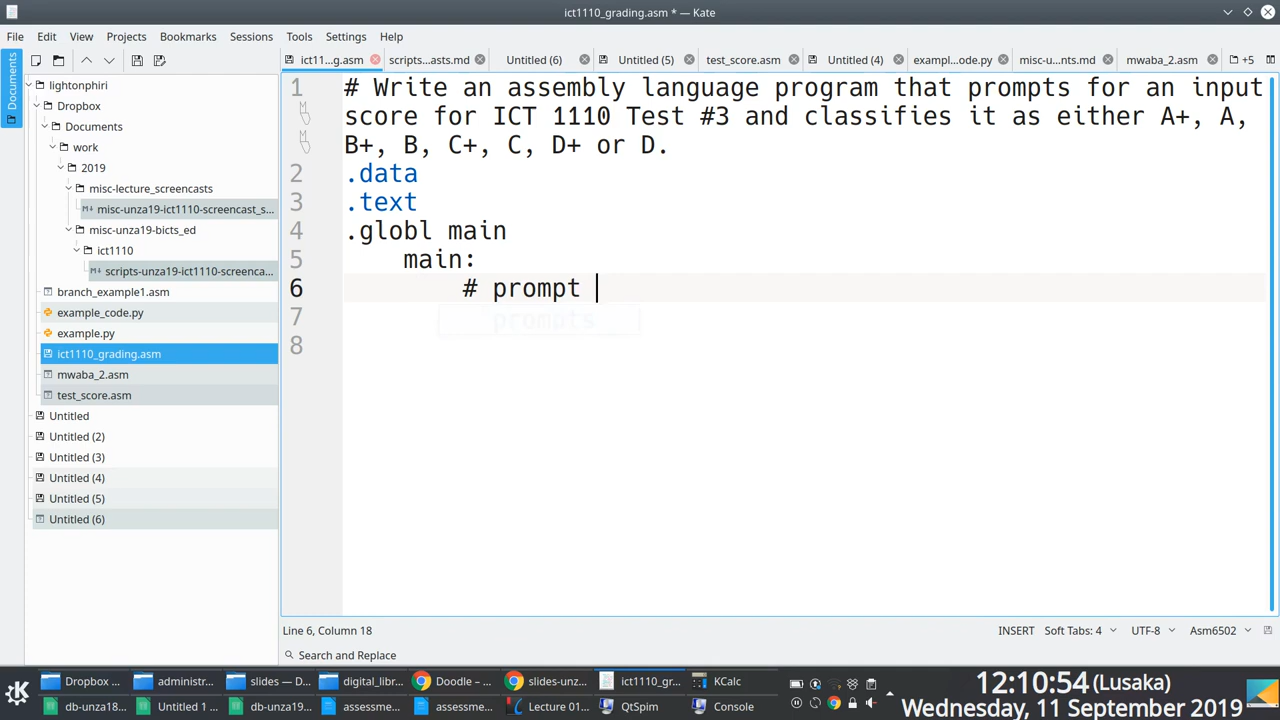 ict1110_grading.asm * — Kate
File Edit View Projects Bookmarks Sessions Tools Settings Help
Documents
ict11...g.asm scripts...asts.md Untitled (6) Untitled (5) test_score.asm Untitled (4) exampl...ode.py misc-u...nts.md mwaba_2.asm +5
lightonphiri
Dropbox
Documents
work
2019
misc-lecture_screencasts
misc-unza19-ict1110-screencast_s...
misc-unza19-bicts_ed
ict1110
scripts-unza19-ict1110-screenca...
branch_example1.asm
example_code.py
example.py
ict1110_grading.asm
mwaba_2.asm
test_score.asm
Untitled
Untitled (2)
Untitled (3)
Untitled (4)
Untitled (5)
Untitled (6)
1 # Write an assembly language program that prompts for an input
score for ICT 1110 Test #3 and classifies it as either A+, A,
B+, B, C+, C, D+ or D.
2 .data
3 .text
4 .globl main
5 main:
6 # prompt
7 prompts
8
Line 6, Column 18 INSERT Soft Tabs: 4 UTF-8 Asm6502
Search and Replace
Dropbox ... administr... slides — D... digital_libr... Doodle – ... slides-unz... ict1110_gr... KCalc
db-unza18... Untitled 1 ... db-unza19... assessme... assessme... Lecture 01... QtSpim Console
12:10:54 (Lusaka)
Wednesday, 11 September 2019